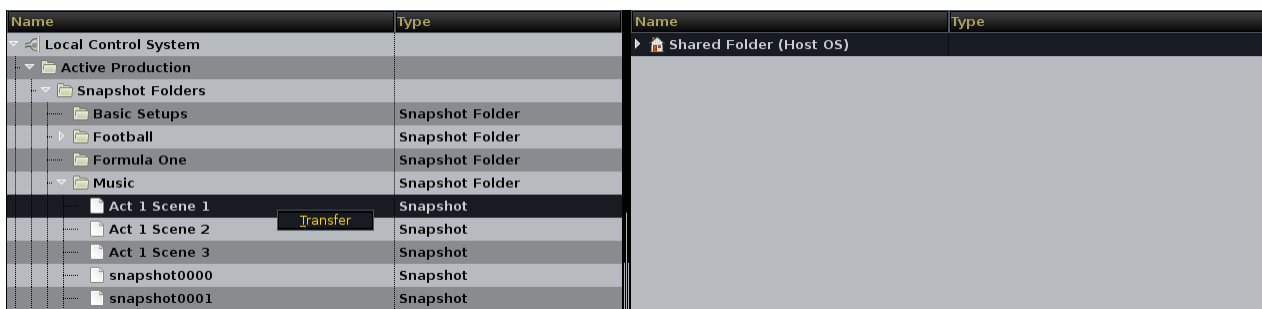 Name Type Name Type
Local Control System Shared Folder (Host OS)
Active Production
Snapshot Folders
Basic Setups Snapshot Folder
Football Snapshot Folder
Formula One Snapshot Folder
Music Snapshot Folder
Act 1 Scene 1 Transfer Snapshot
Act 1 Scene 2 Snapshot
Act 1 Scene 3 Snapshot
snapshot0000 Snapshot
snapshot0001 Snapshot